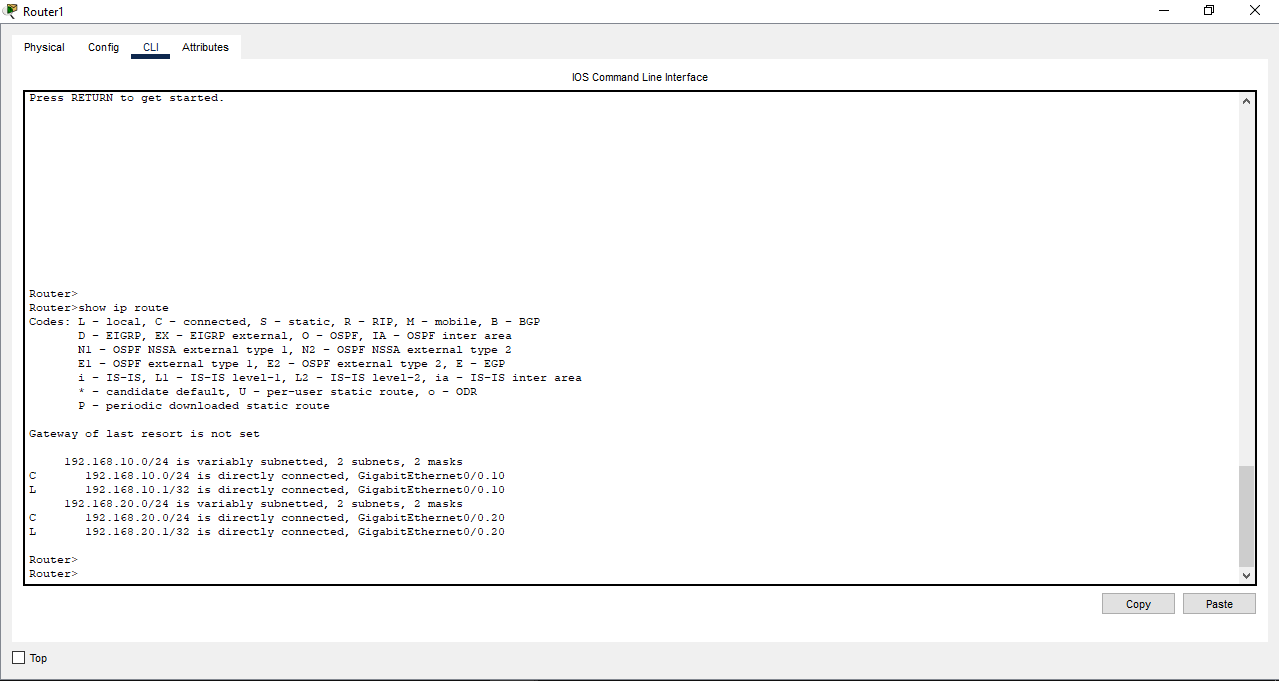 Router1
Physical Config CLI Attributes
IOS Command Line Interface
Press RETURN to get started.
Router>
Router>show ip route
Codes: L - local, C - connected, S - static, R - RIP, M - mobile, B - BGP
D - EIGRP, EX - EIGRP external, O - OSPF, IA - OSPF inter area
N1 - OSPF NSSA external type 1, N2 - OSPF NSSA external type 2
E1 - OSPF external type 1, E2 - OSPF external type 2, E - EGP
i - IS-IS, L1 - IS-IS level-1, L2 - IS-IS level-2, ia - IS-IS inter area
* - candidate default, U - per-user static route, o - ODR
P - periodic downloaded static route
Gateway of last resort is not set
192.168.10.0/24 is variably subnetted, 2 subnets, 2 masks
C 192.168.10.0/24 is directly connected, GigabitEthernet0/0.10
L 192.168.10.1/32 is directly connected, GigabitEthernet0/0.10
192.168.20.0/24 is variably subnetted, 2 subnets, 2 masks
C 192.168.20.0/24 is directly connected, GigabitEthernet0/0.20
L 192.168.20.1/32 is directly connected, GigabitEthernet0/0.20
Router>
Router>
Copy Paste
Top